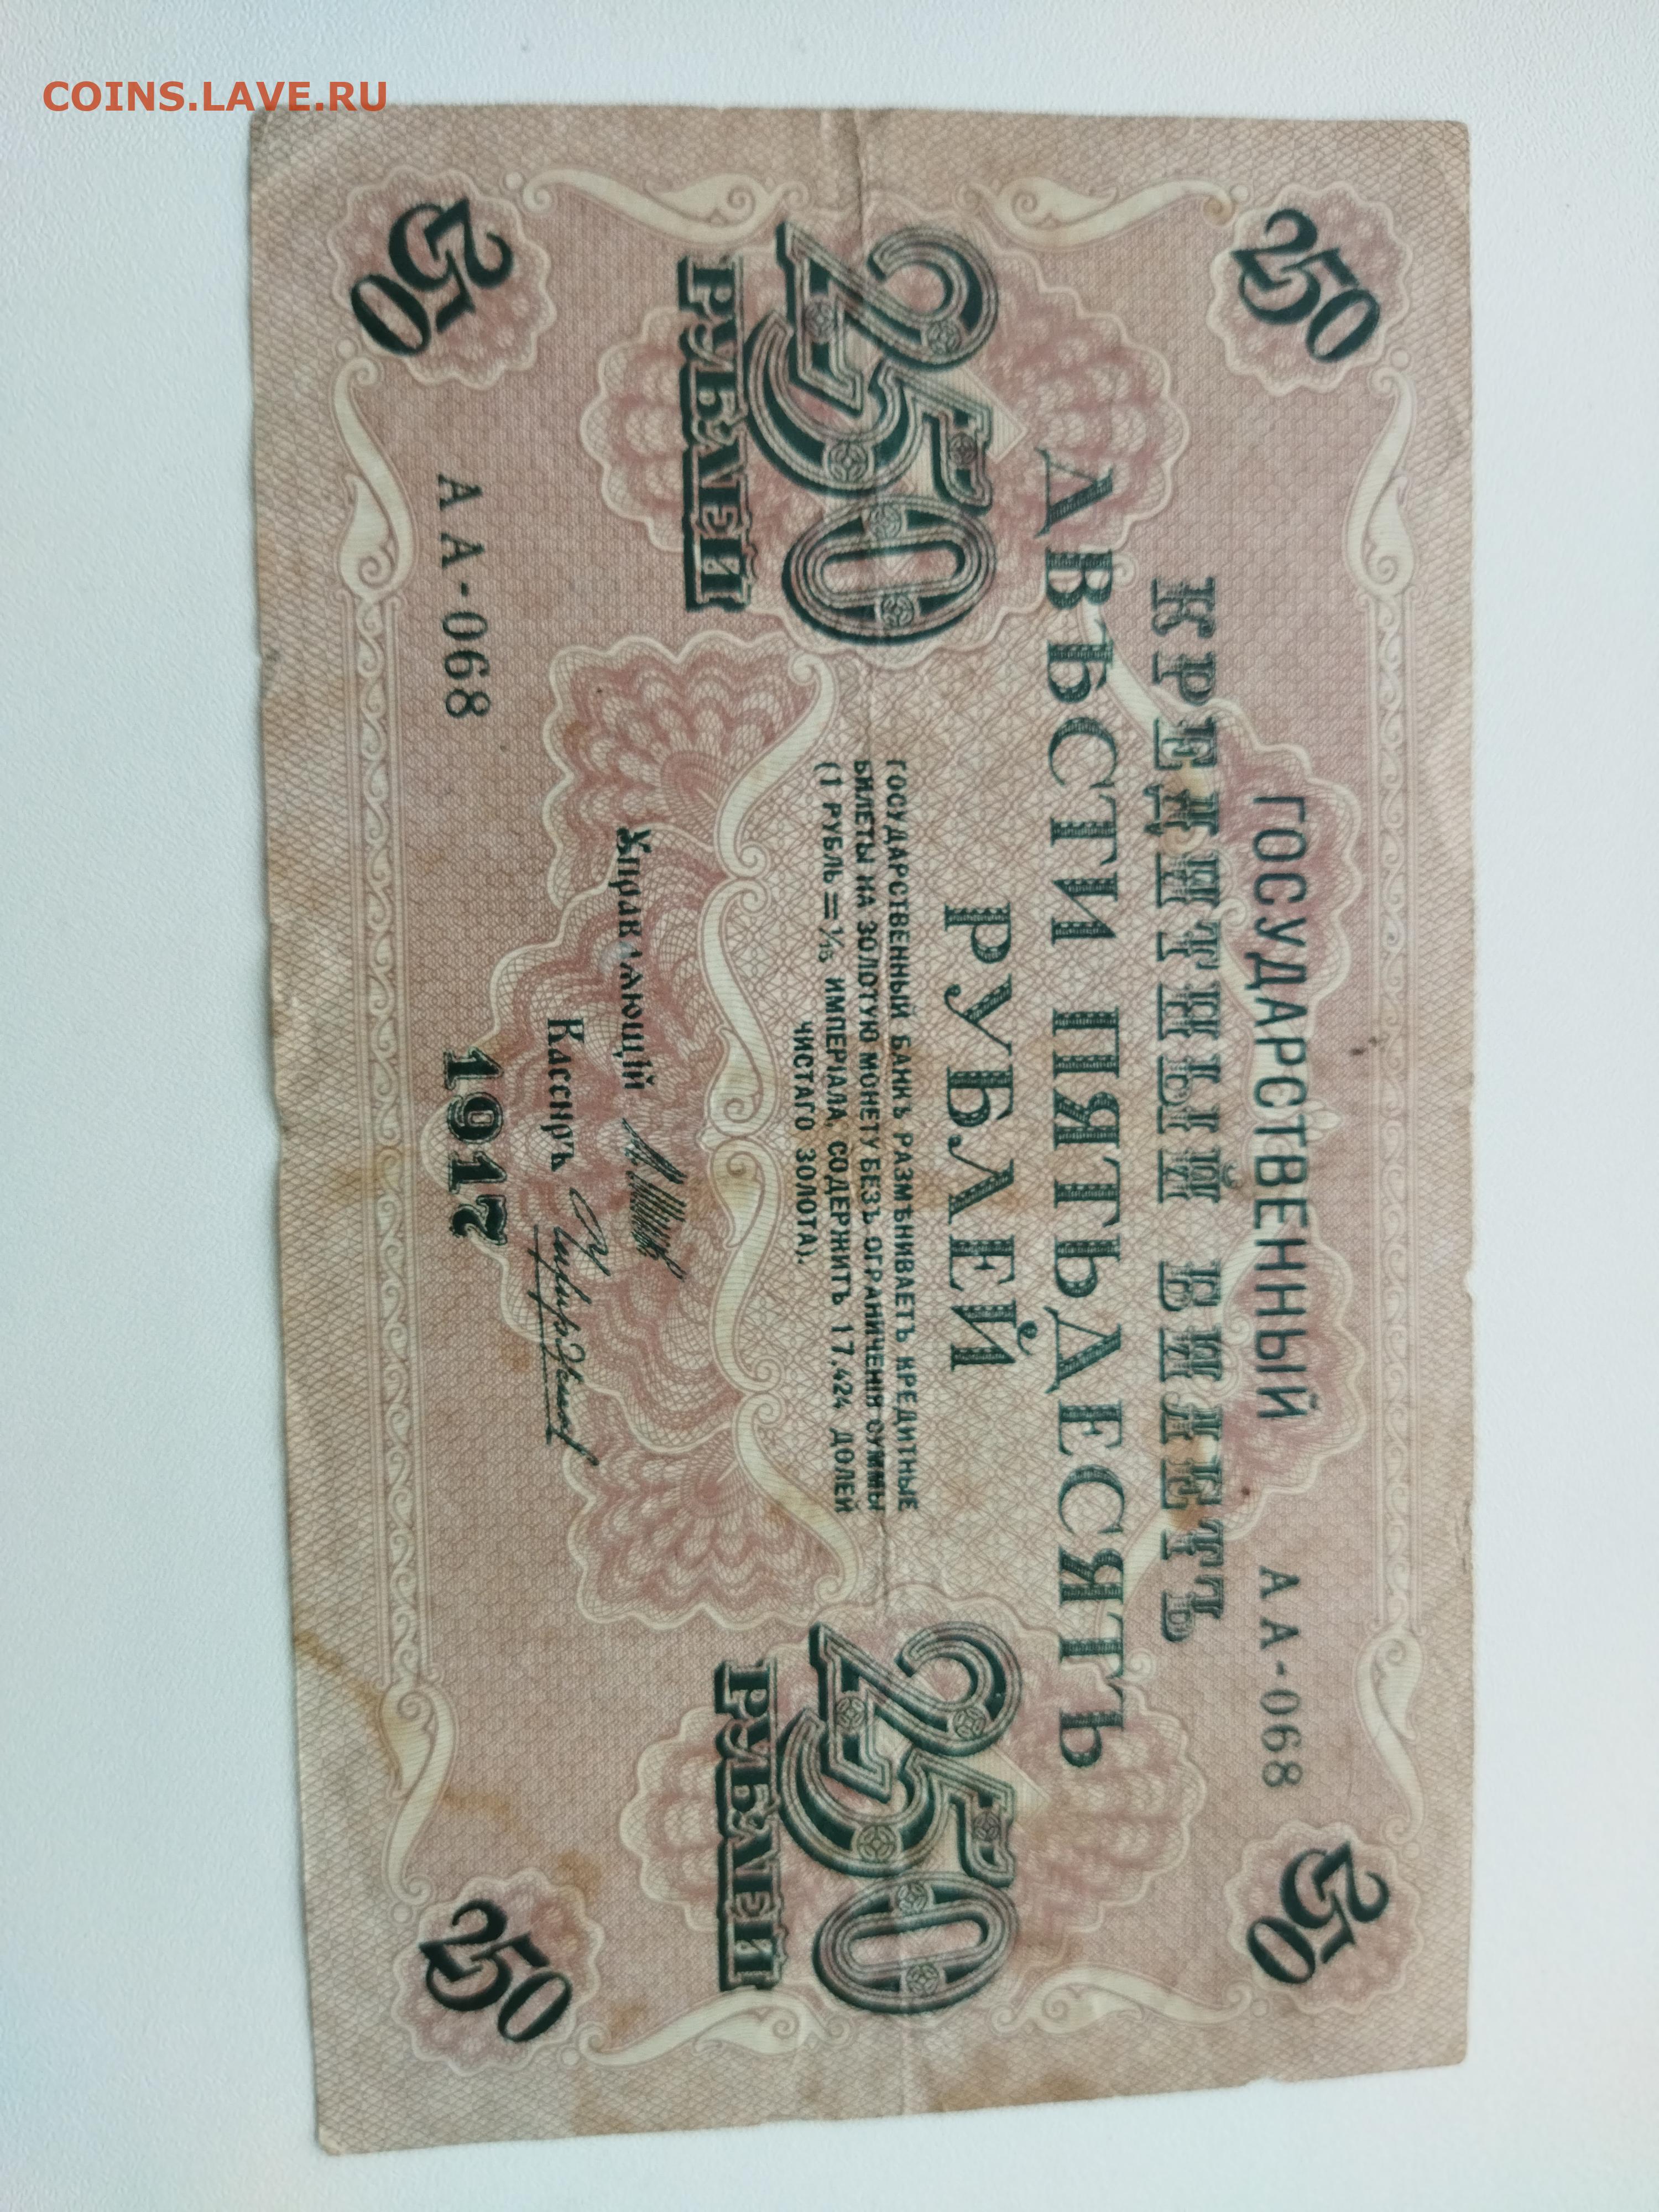 COINS.LAVE.RU
250
250
ГОСУДАРСТВЕННЫЙ
АА-068
КРЕДИТНЫЙ БИЛЕТЪ
ДВѢСТИ ПЯТЬДЕСЯТЪ
РУБЛЕЙ
250
РУБЛЕЙ
250
РУБЛЕЙ
ГОСУДАРСТВЕННЫЙ БАНКЪ РАЗМѢНИВАЕТЪ КРЕДИТНЫЕ
БИЛЕТЫ НА ЗОЛОТУЮ МОНЕТУ БЕЗЪ ОГРАНИЧЕНІЯ СУММЫ
(1 РУБЛЬ = 1/15 ИМПЕРІАЛА, СОДЕРЖИТЪ 17,424 ДОЛЕЙ
ЧИСТАГО ЗОЛОТА).
Управляющій
Кассиръ
АА-068
1917
250
250